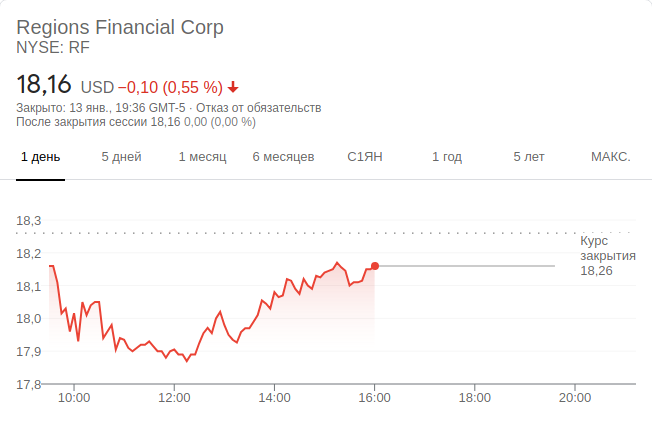 Regions Financial Corp
NYSE: RF
18,16 USD −0,10 (0,55 %)
Закрыто: 13 янв., 19:36 GMT-5 · Отказ от обязательств
После закрытия сессии 18,16 0,00 (0,00 %)
1 день 5 дней 1 месяц 6 месяцев С1ЯН 1 год 5 лет МАКС.
18,3
Курс
закрытия
18,26
18,2
18,1
18,0
17,9
17,8
10:00 12:00 14:00 16:00 18:00 20:00